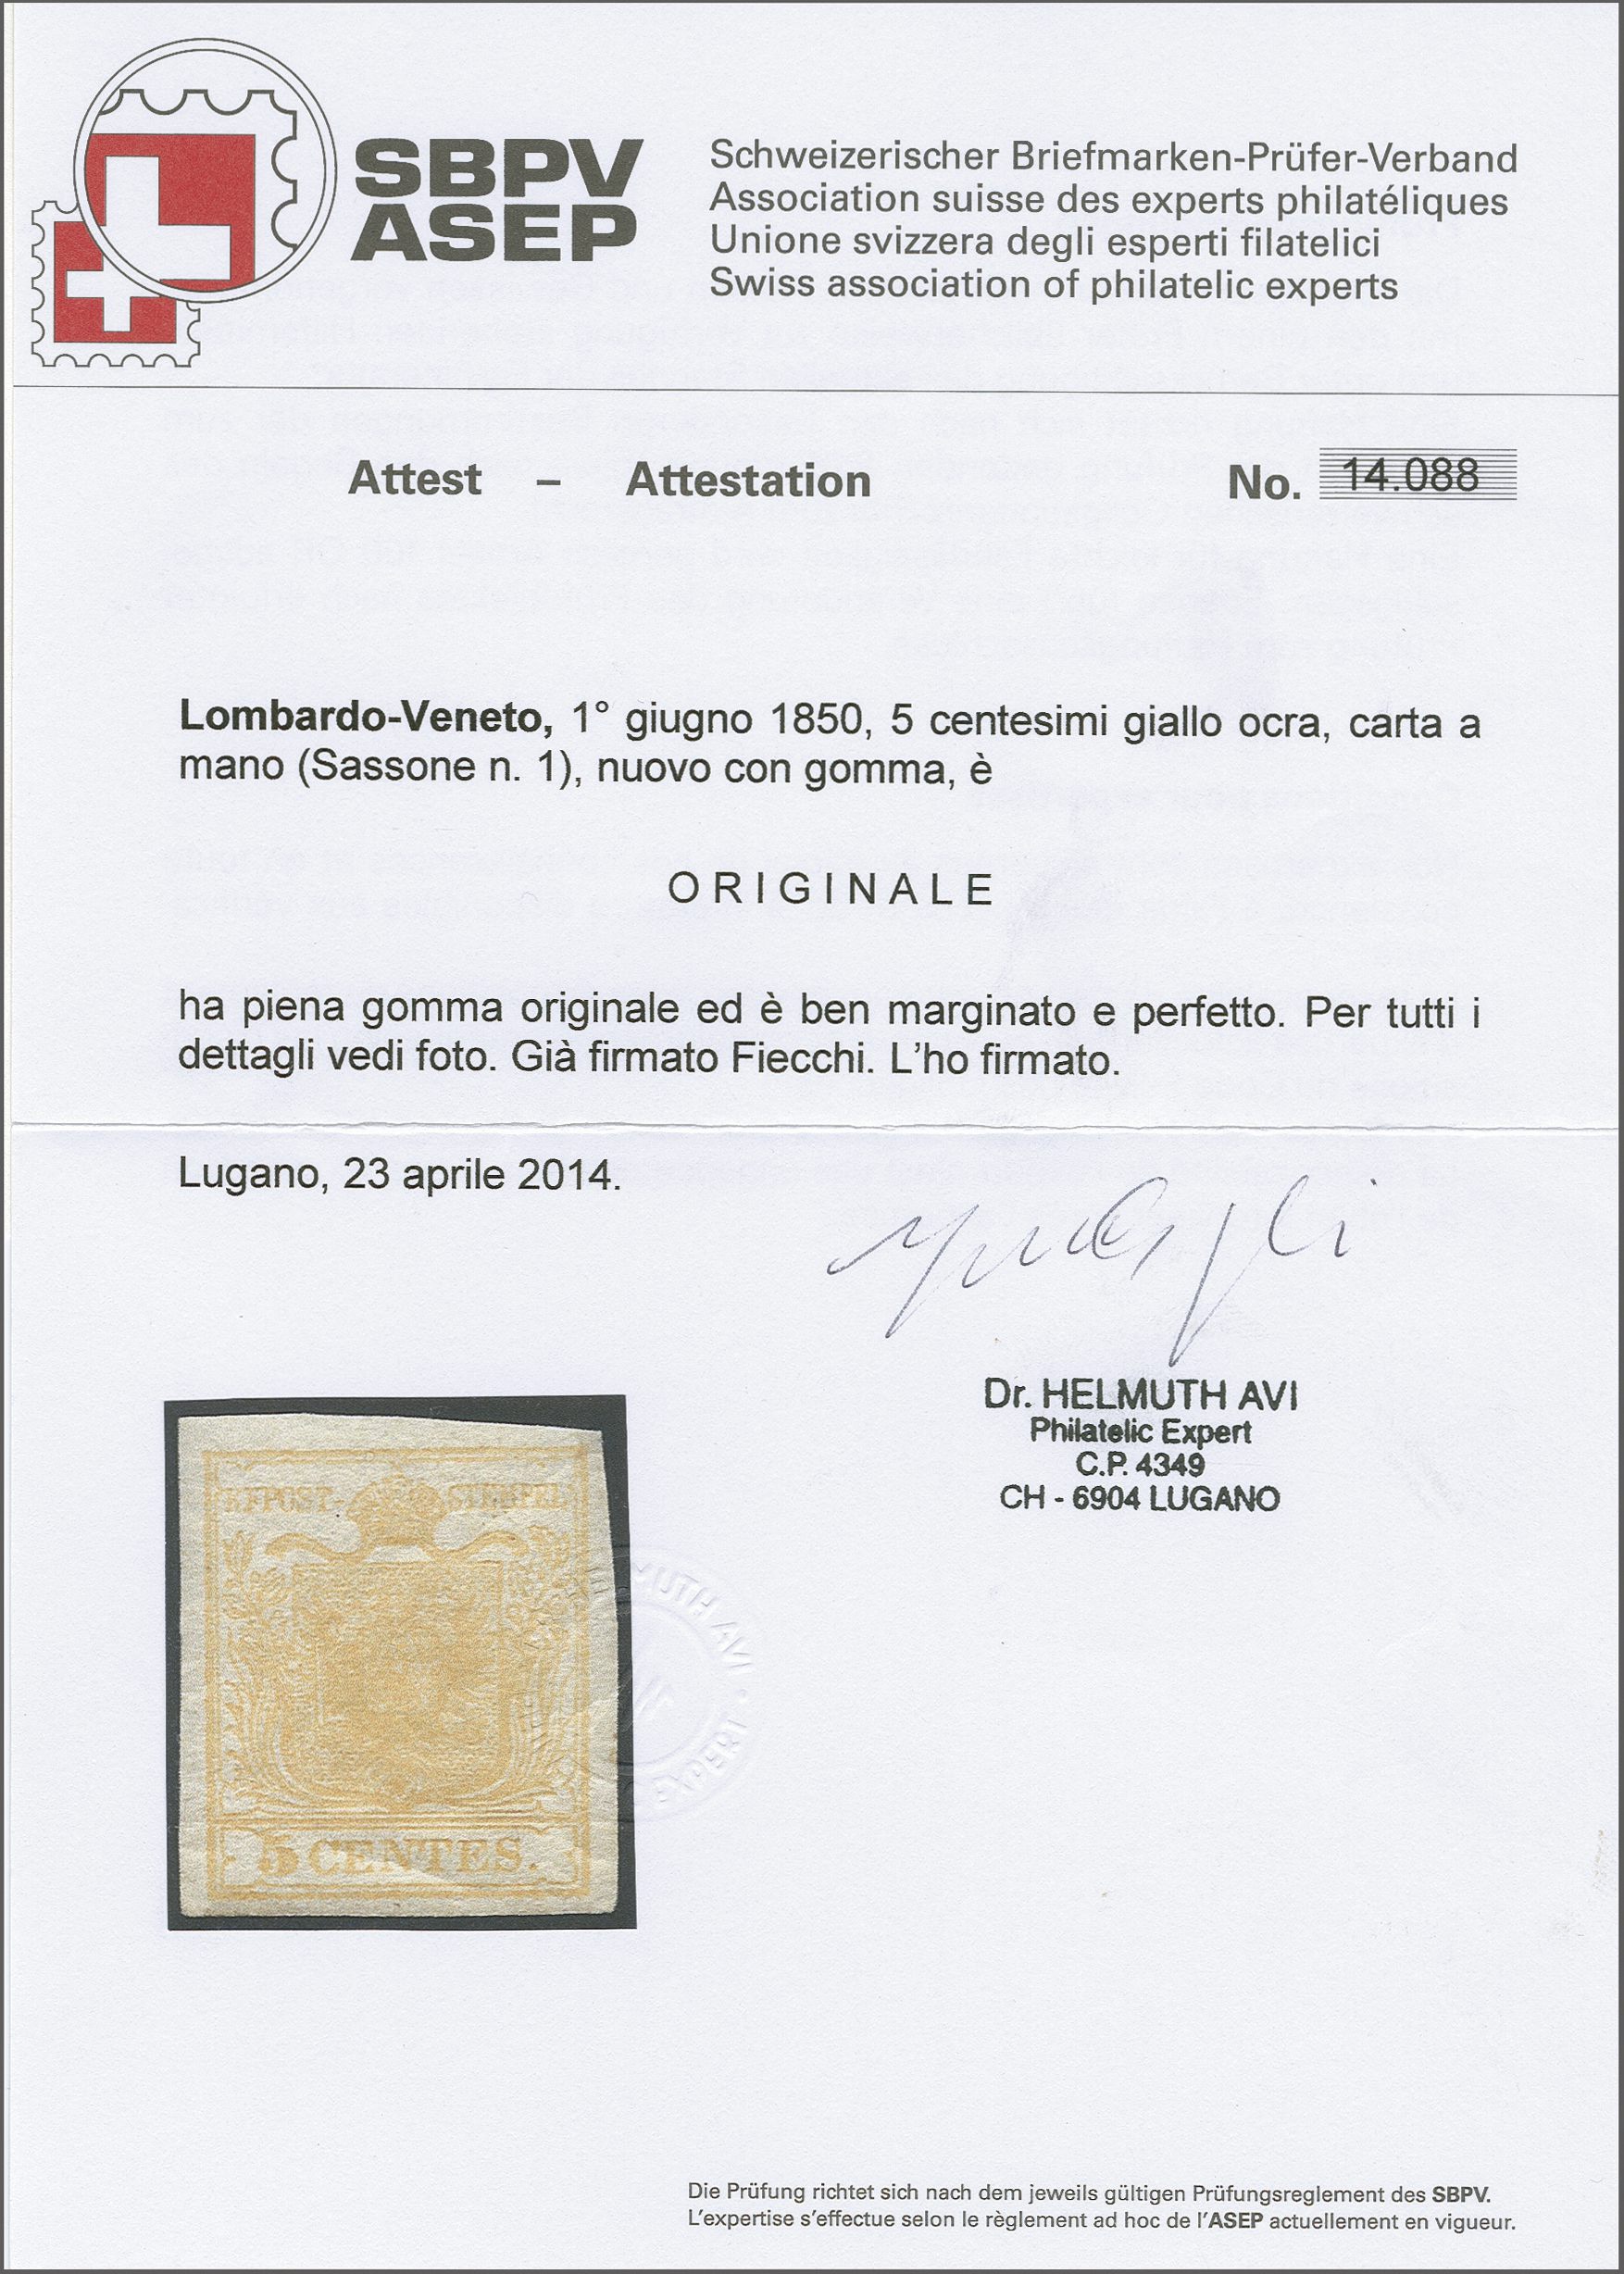 SBPV
ASEP
Schweizerischer Briefmarken-Prüfer-Verband
Association suisse des experts philatéliques
Unione svizzera degli esperti filatelici
Swiss association of philatelic experts
Attest – Attestation No. 14.088
Lombardo-Veneto, 1° giugno 1850, 5 centesimi giallo ocra, carta a
mano (Sassone n. 1), nuovo con gomma, è
ORIGINALE
ha piena gomma originale ed è ben marginato e perfetto. Per tutti i
dettagli vedi foto. Già firmato Fiecchi. L'ho firmato.
Lugano, 23 aprile 2014.
Dr. HELMUTH AVI
Philatelic Expert
C.P. 4349
CH - 6904 LUGANO
STEMPEL
5 CENTES.
MUTH AVI
Die Prüfung richtet sich nach dem jeweils gültigen Prüfungsreglement des SBPV.
L'expertise s'effectue selon le règlement ad hoc de l'ASEP actuellement en vigueur.